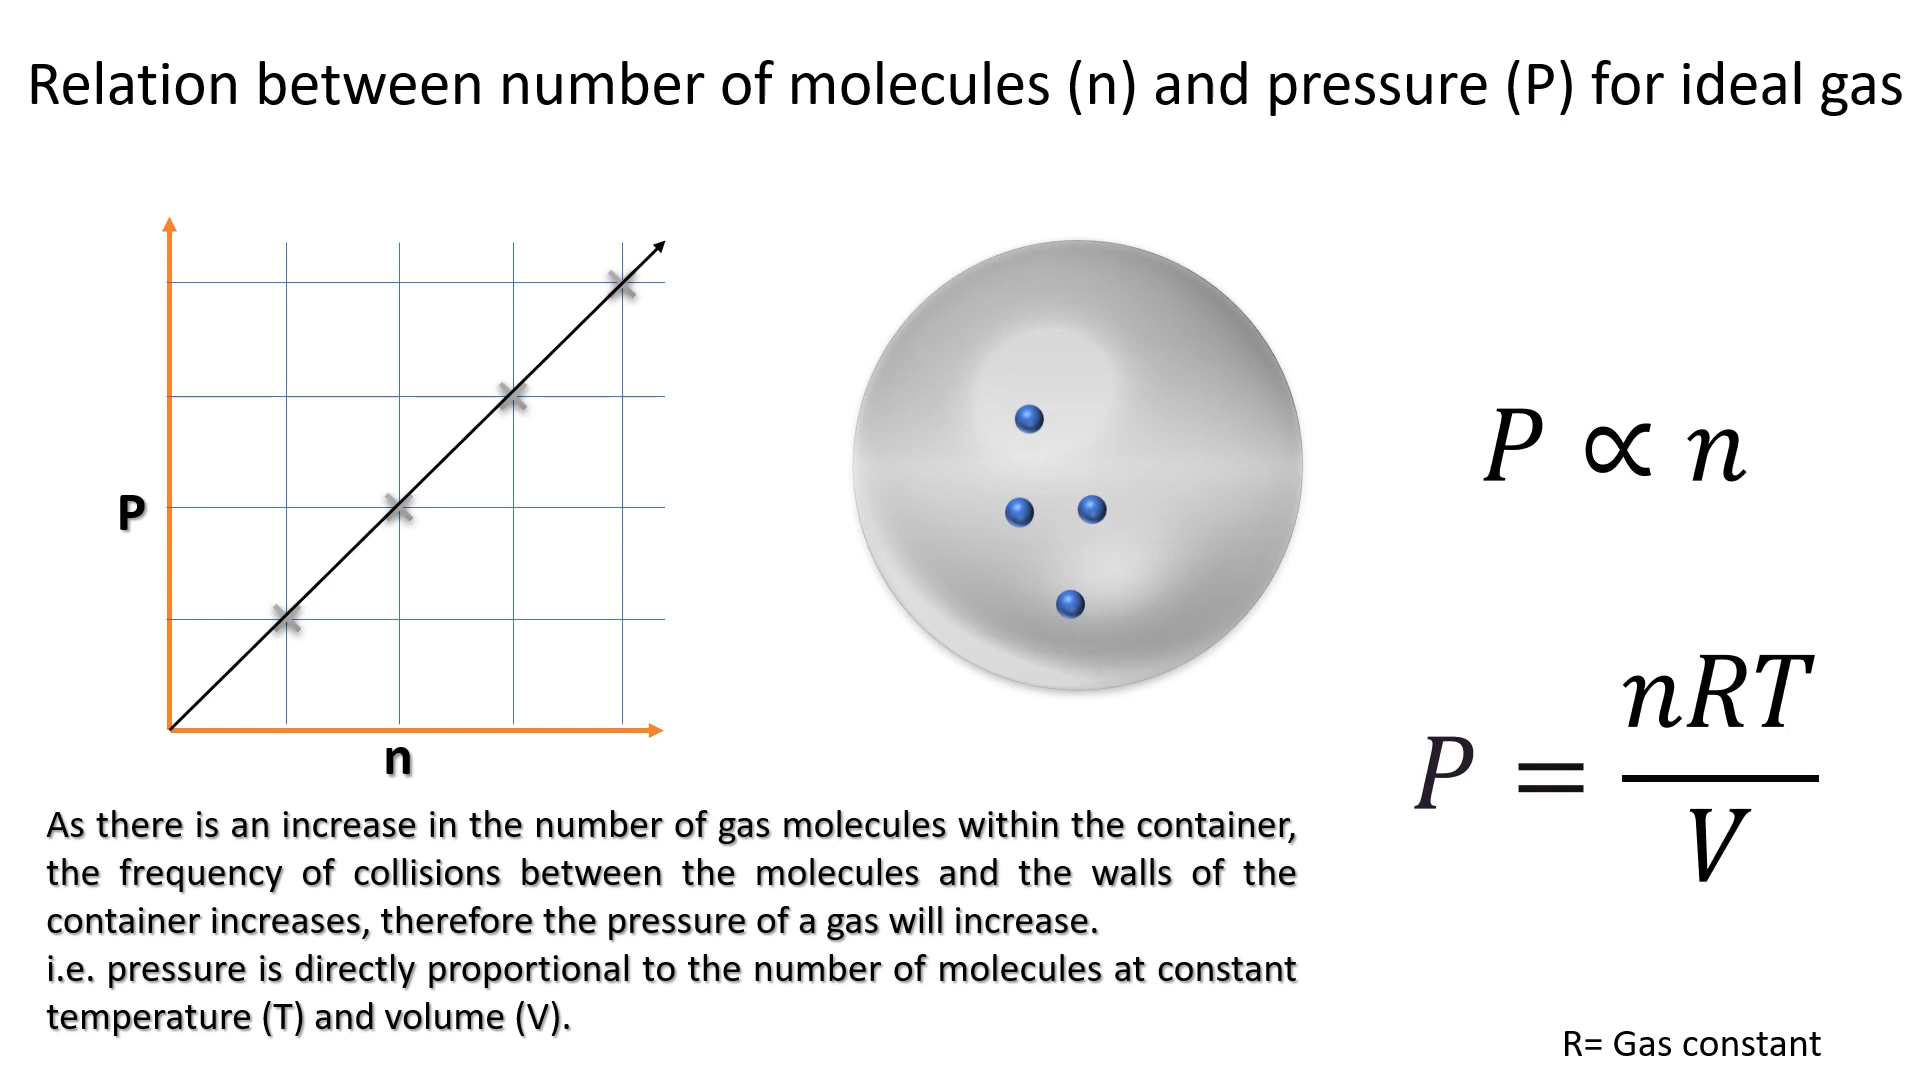 Relation between number of molecules (n) and pressure (P) for ideal gas
P
n
P ∝ n
P = nRT / V
As there is an increase in the number of gas molecules within the container,
the frequency of collisions between the molecules and the walls of the
container increases, therefore the pressure of a gas will increase.
i.e. pressure is directly proportional to the number of molecules at constant
temperature (T) and volume (V).
R= Gas constant